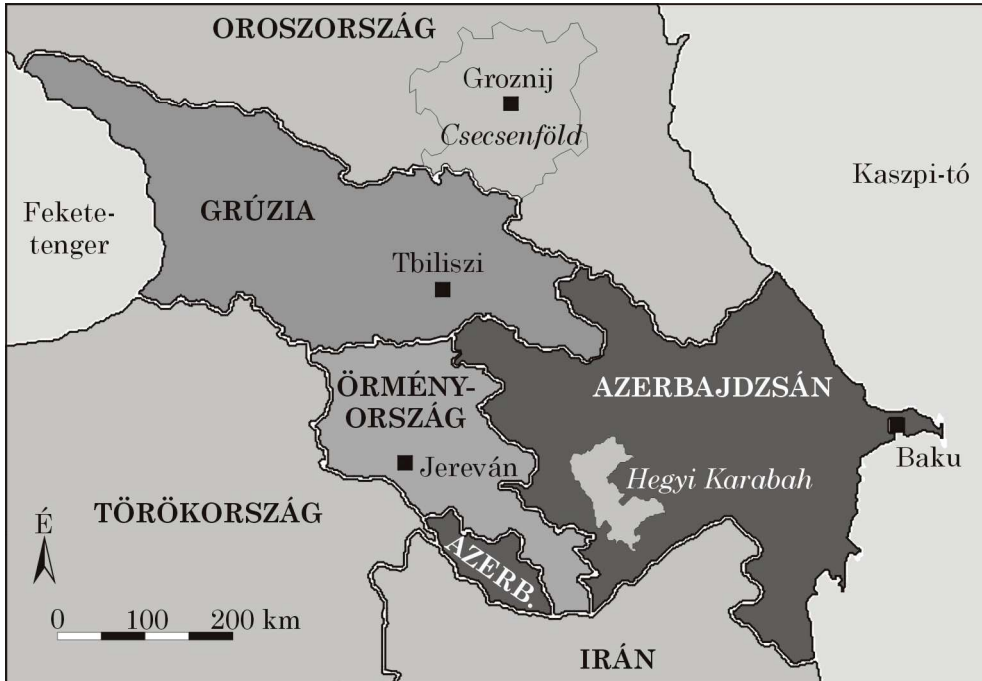 OROSZORSZÁG
Groznij
Csecsenföld
Kaszpi-tó
Fekete-
tenger
GRÚZIA
Tbiliszi
ÖRMÉNY-
ORSZÁG
AZERBAJDZSÁN
Baku
Jereván
Hegyi Karabah
TÖRÖKORSZÁG
É
AZERB.
0 100 200 km
IRÁN